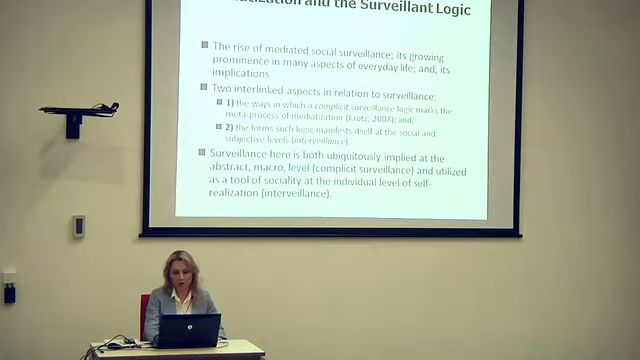 and the Surveillant Logic
The rise of mediated social surveillance; its growing
prominence in many aspects of everyday life; and, its
implications
Two interlinked aspects in relation to surveillance:
1) the ways in which a complicit surveillance logic marks the
meta-process of mediatization (Krotz, 2008); and,
2) the forms such logic manifests itself at the social and
subjective levels (interveillance).
Surveillance here is both ubiquitously implied at the
abstract, macro, level (complicit surveillance) and utilized
as a tool of sociality at the individual level of self-
realization (interveillance).